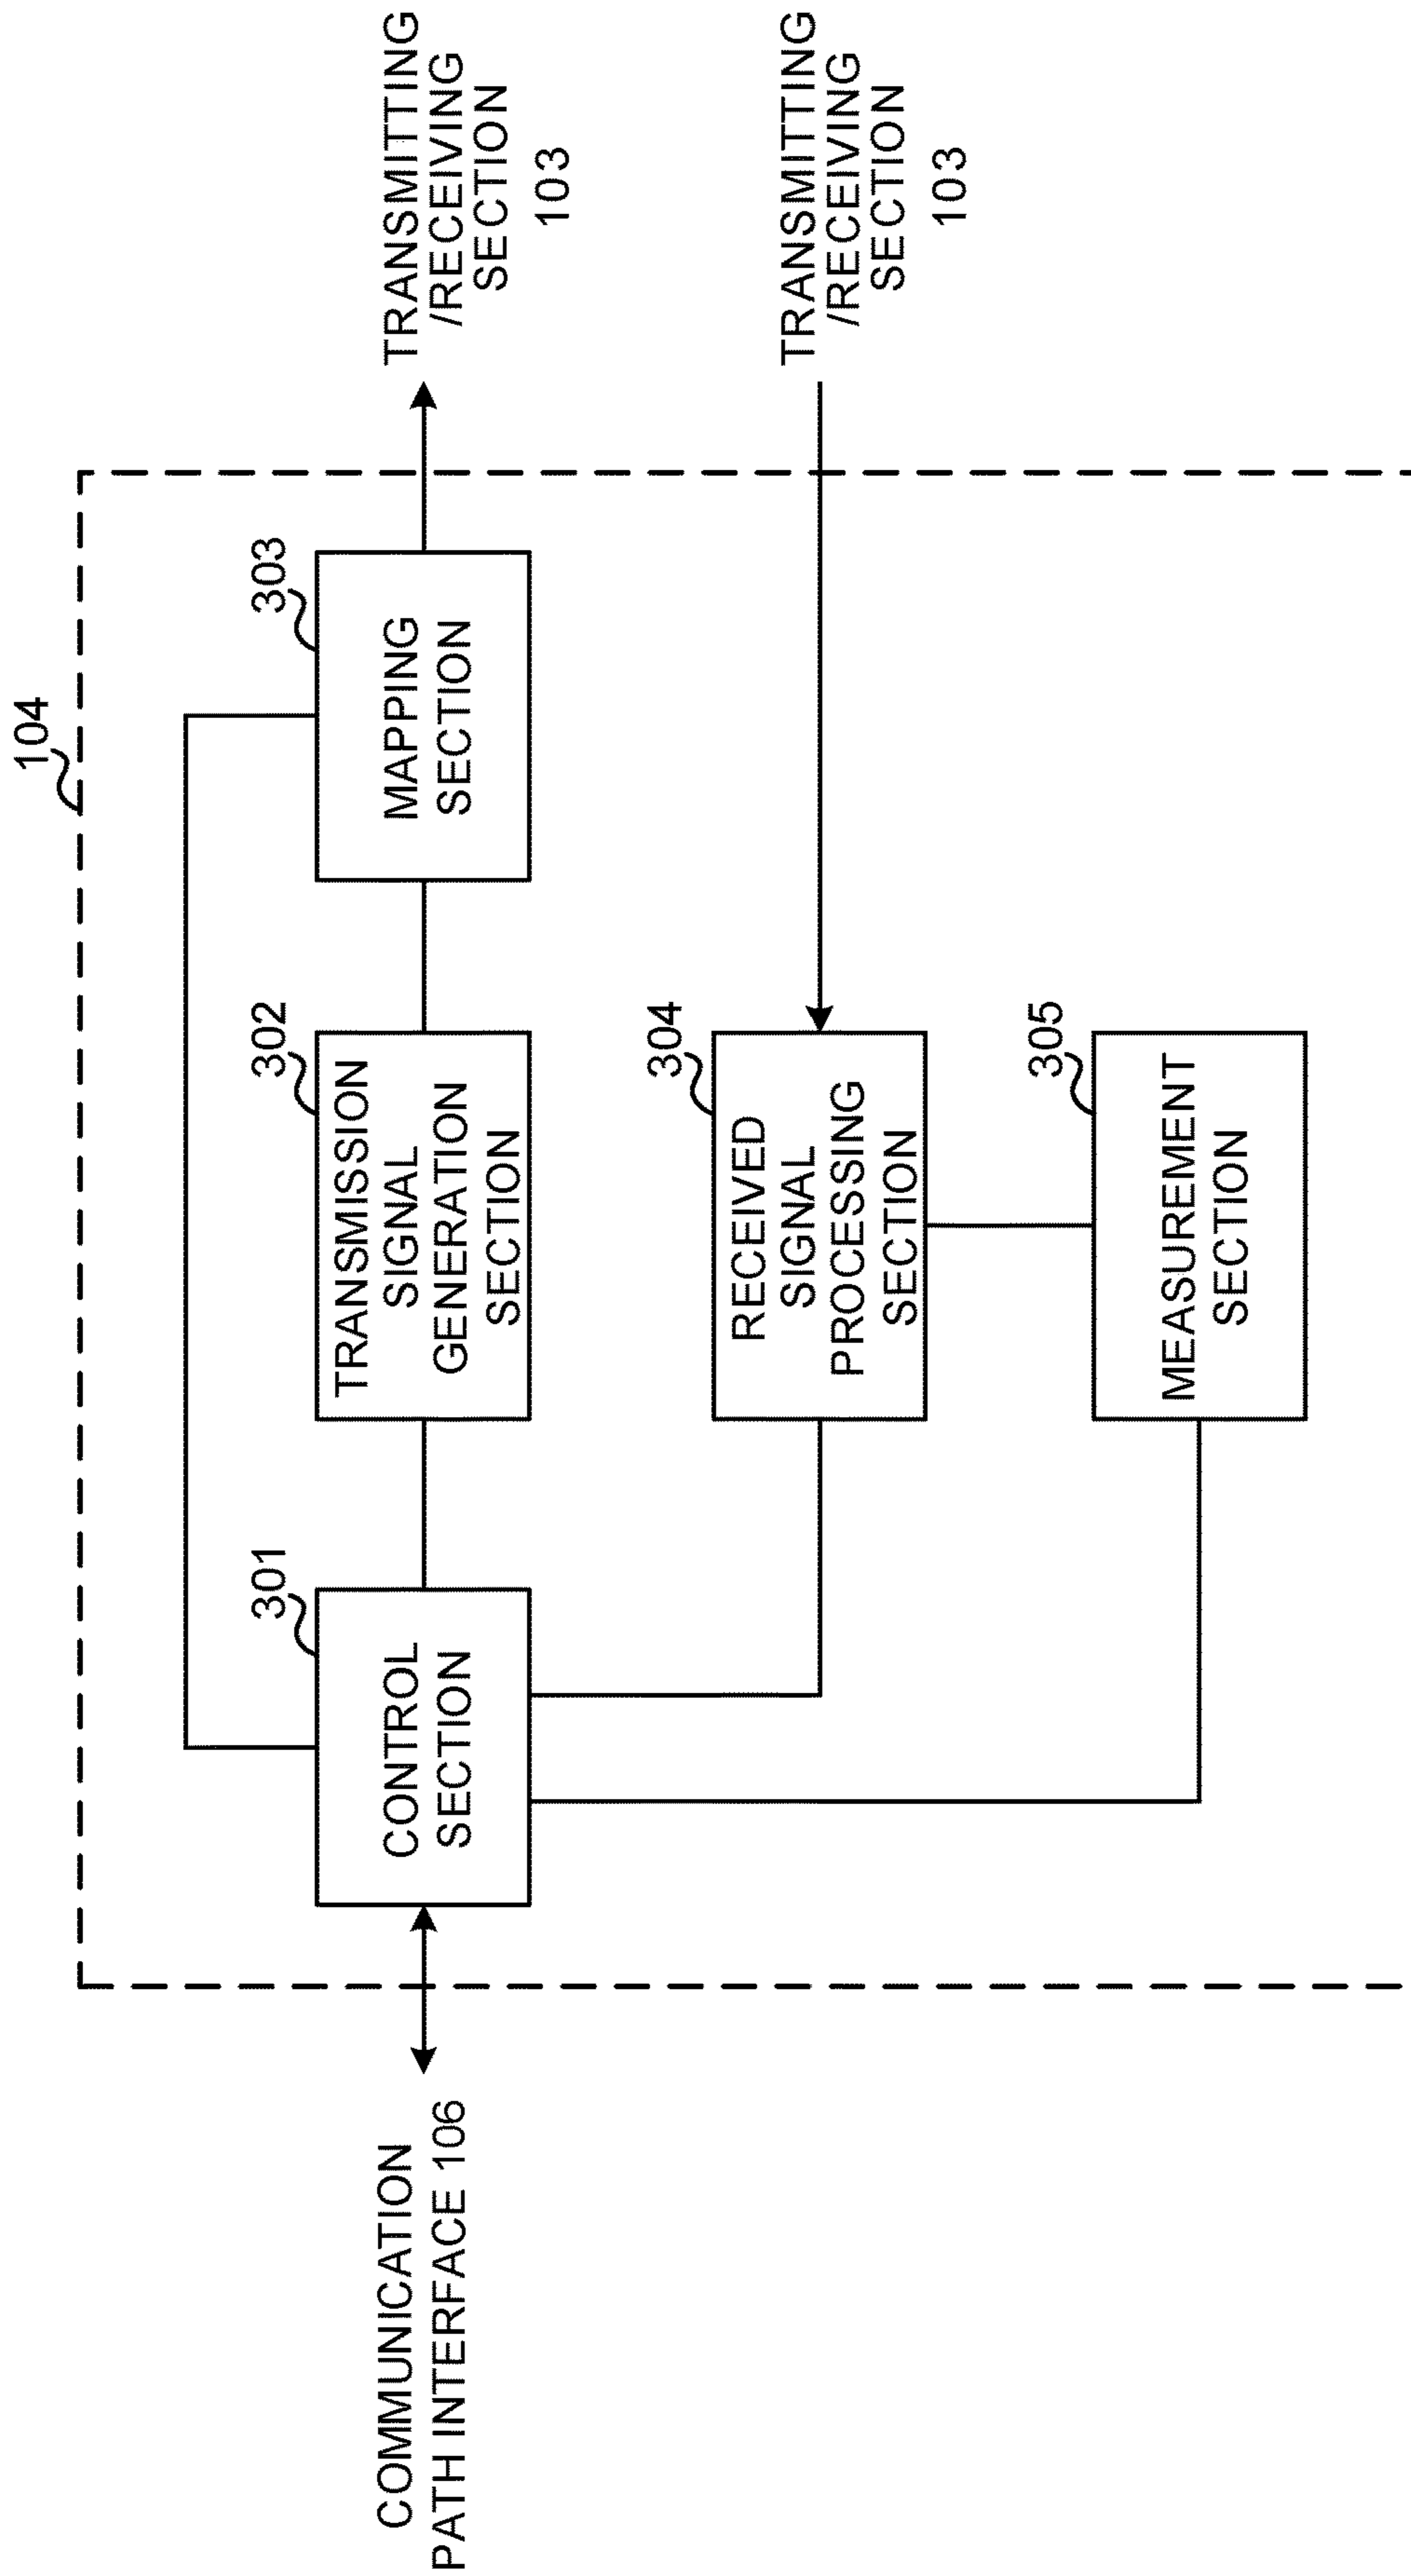 104
COMMUNICATION
PATH INTERFACE 106
301
CONTROL
SECTION
302
TRANSMISSION
SIGNAL
GENERATION
SECTION
303
MAPPING
SECTION
TRANSMITTING
/RECEIVING
SECTION
103
304
RECEIVED
SIGNAL
PROCESSING
SECTION
TRANSMITTING
/RECEIVING
SECTION
103
305
MEASUREMENT
SECTION